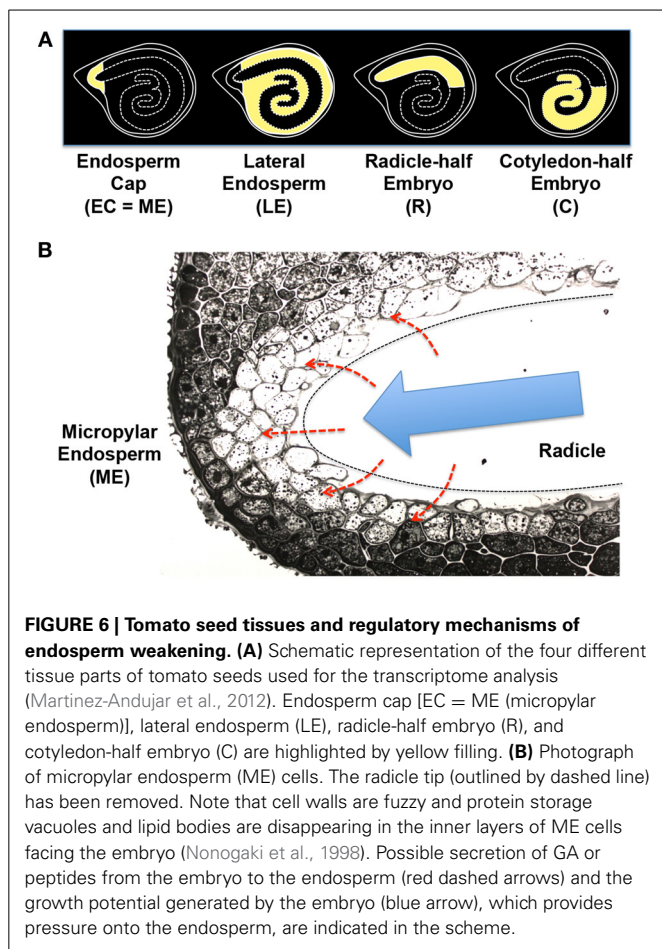 A
Endosperm
Cap
(EC = ME)
Lateral
Endosperm
(LE)
Radicle-half
Embryo
(R)
Cotyledon-half
Embryo
(C)
B
Micropylar
Endosperm
(ME)
Radicle
FIGURE 6 | Tomato seed tissues and regulatory mechanisms of
endosperm weakening. (A) Schematic representation of the four different
tissue parts of tomato seeds used for the transcriptome analysis
(Martinez-Andujar et al., 2012). Endosperm cap [EC = ME (micropylar
endosperm)], lateral endosperm (LE), radicle-half embryo (R), and
cotyledon-half embryo (C) are highlighted by yellow filling. (B) Photograph
of micropylar endosperm (ME) cells. The radicle tip (outlined by dashed line)
has been removed. Note that cell walls are fuzzy and protein storage
vacuoles and lipid bodies are disappearing in the inner layers of ME cells
facing the embryo (Nonogaki et al., 1998). Possible secretion of GA or
peptides from the embryo to the endosperm (red dashed arrows) and the
growth potential generated by the embryo (blue arrow), which provides
pressure onto the endosperm, are indicated in the scheme.